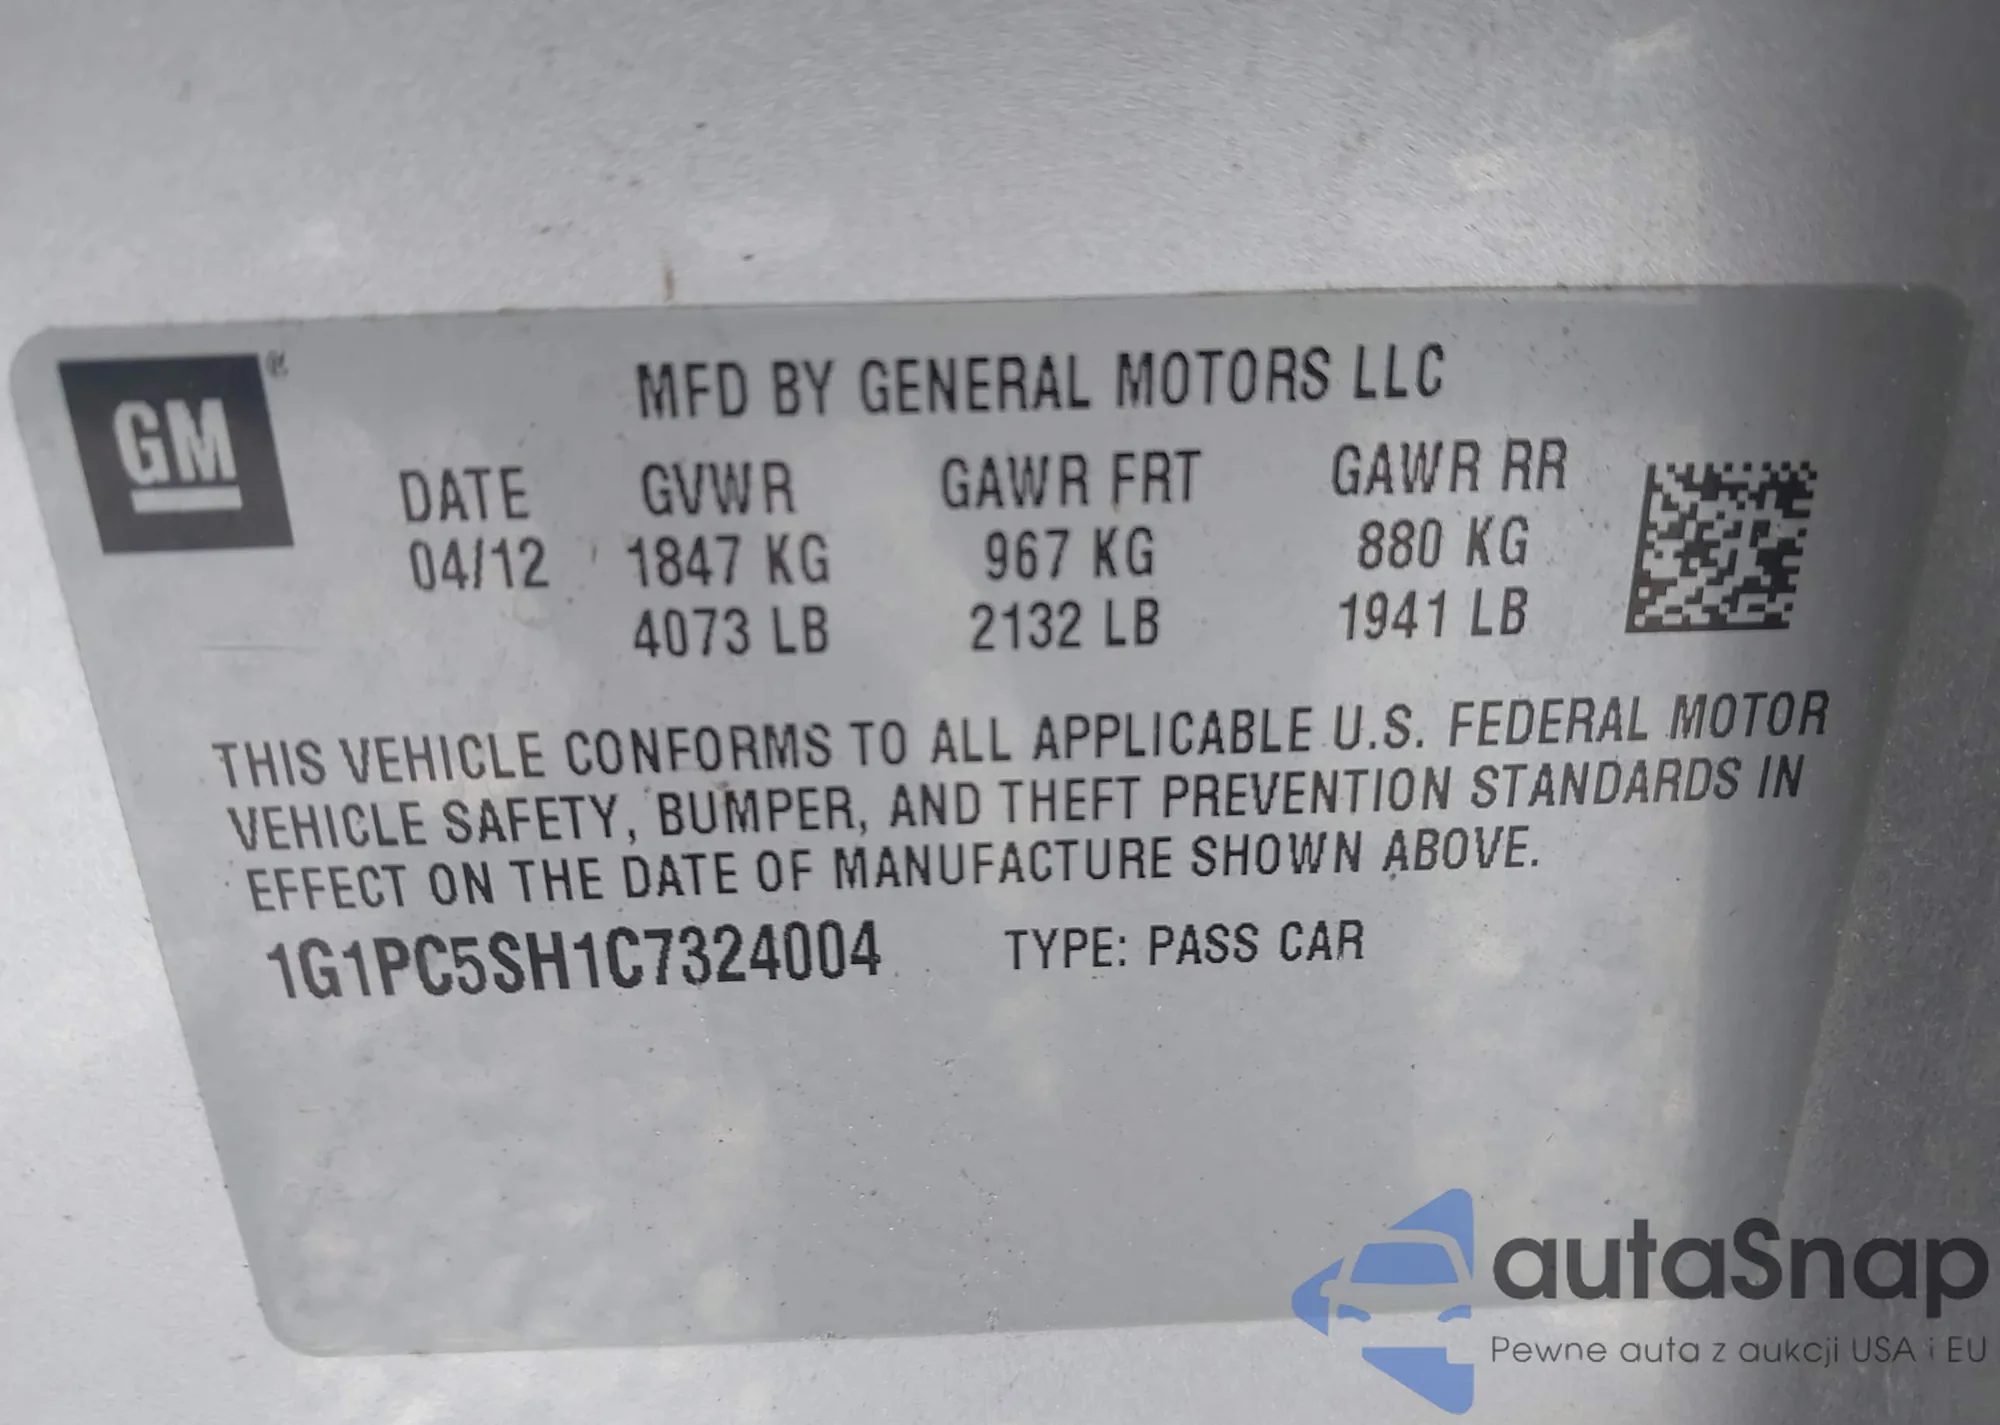 GM ®
MFD BY GENERAL MOTORS LLC
DATE GVWR GAWR FRT GAWR RR
04/12 1847 KG 967 KG 880 KG
4073 LB 2132 LB 1941 LB
THIS VEHICLE CONFORMS TO ALL APPLICABLE U.S. FEDERAL MOTOR
VEHICLE SAFETY, BUMPER, AND THEFT PREVENTION STANDARDS IN
EFFECT ON THE DATE OF MANUFACTURE SHOWN ABOVE.
1G1PC5SH1C7324004 TYPE: PASS CAR
autaSnap
Pewne auta z aukcji USA i EU